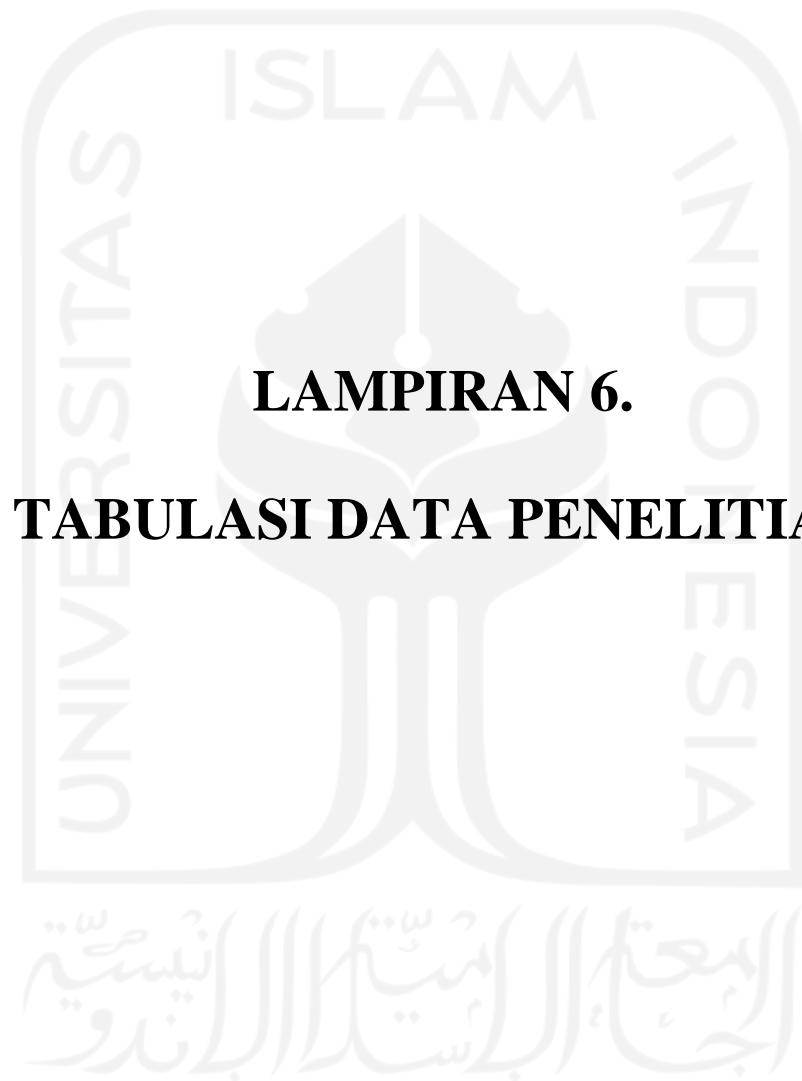 ISLAM
UNIVERSITAS
INDONESIA
LAMPIRAN 6.
TABULASI DATA PENELITIA